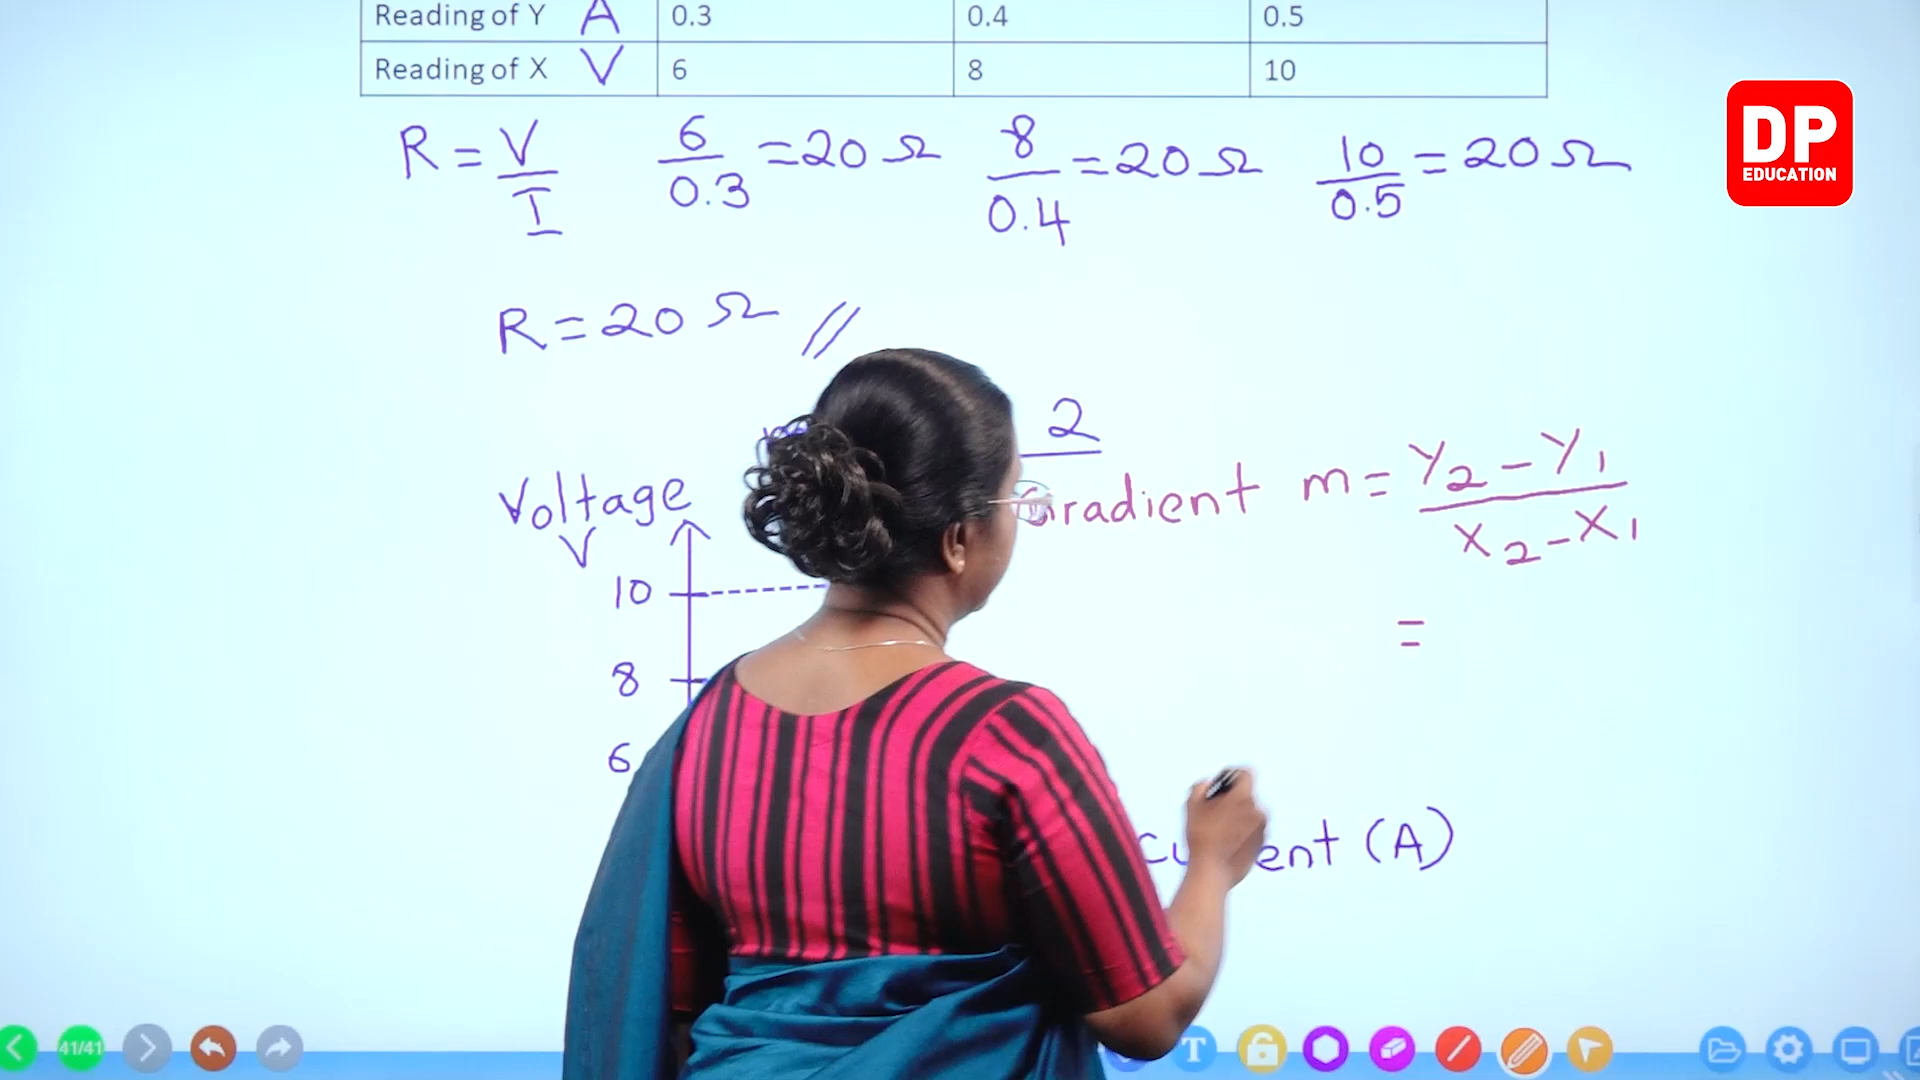 Reading of Y A 0.3 0.4 0.5
Reading of X V 6 8 10
DP
EDUCATION
R = V/I 6/0.3 = 20 Ω 8/0.4 = 20 Ω 10/0.5 = 20 Ω
R = 20 Ω //
2
Voltage
V
Gradient m = Y2 - Y1 / X2 - X1
10
=
8
6
(A)
41/41
T